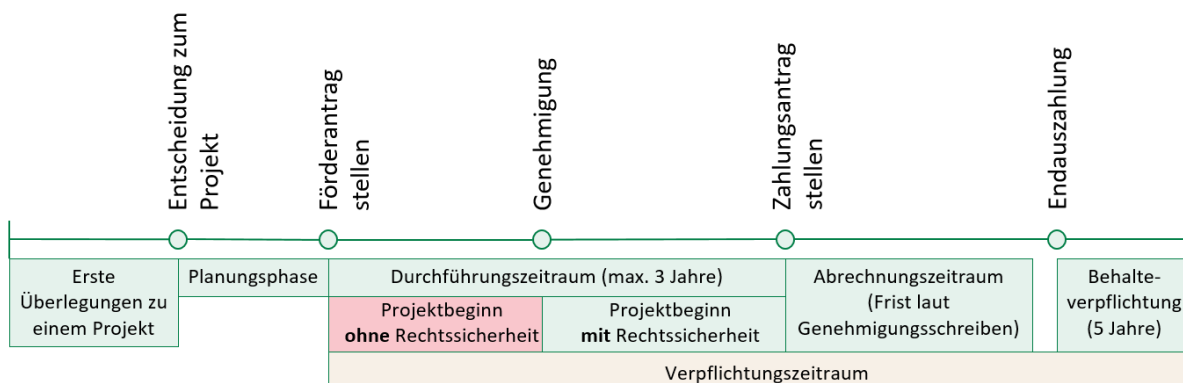 Entscheidung zum
Projekt
Förderantrag
stellen
Genehmigung
Zahlungsantrag
stellen
Endauszahlung
Erste
Überlegungen zu
einem Projekt
Planungsphase
Durchführungszeitraum (max. 3 Jahre)
Projektbeginn
ohne Rechtssicherheit
Projektbeginn
mit Rechtssicherheit
Abrechnungszeitraum
(Frist laut
Genehmigungsschreiben)
Behalte-
verpflichtung
(5 Jahre)
Verpflichtungszeitraum